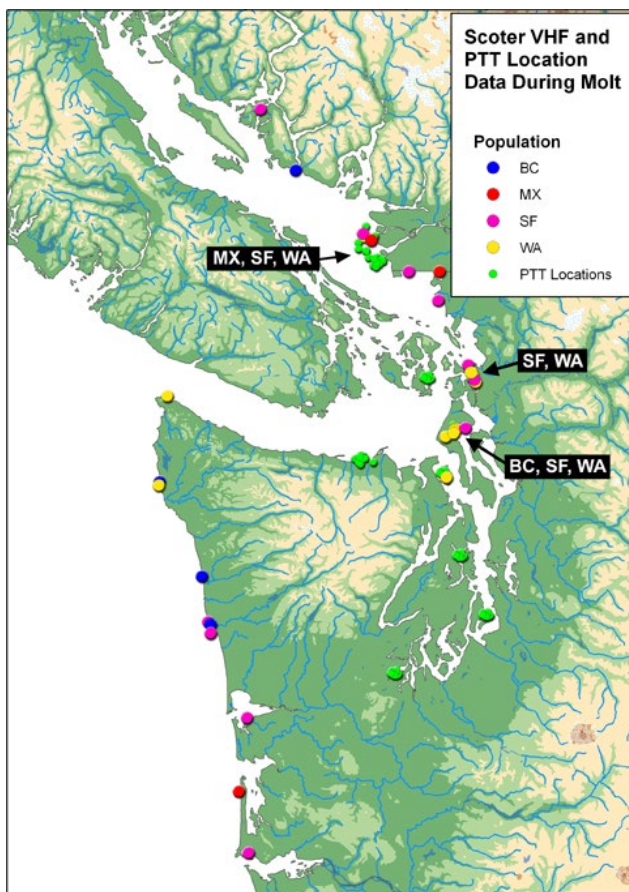 Scoter VHF and
PTT Location
Data During Molt
Population
BC
MX
SF
WA
PTT Locations
MX, SF, WA
SF, WA
BC, SF, WA